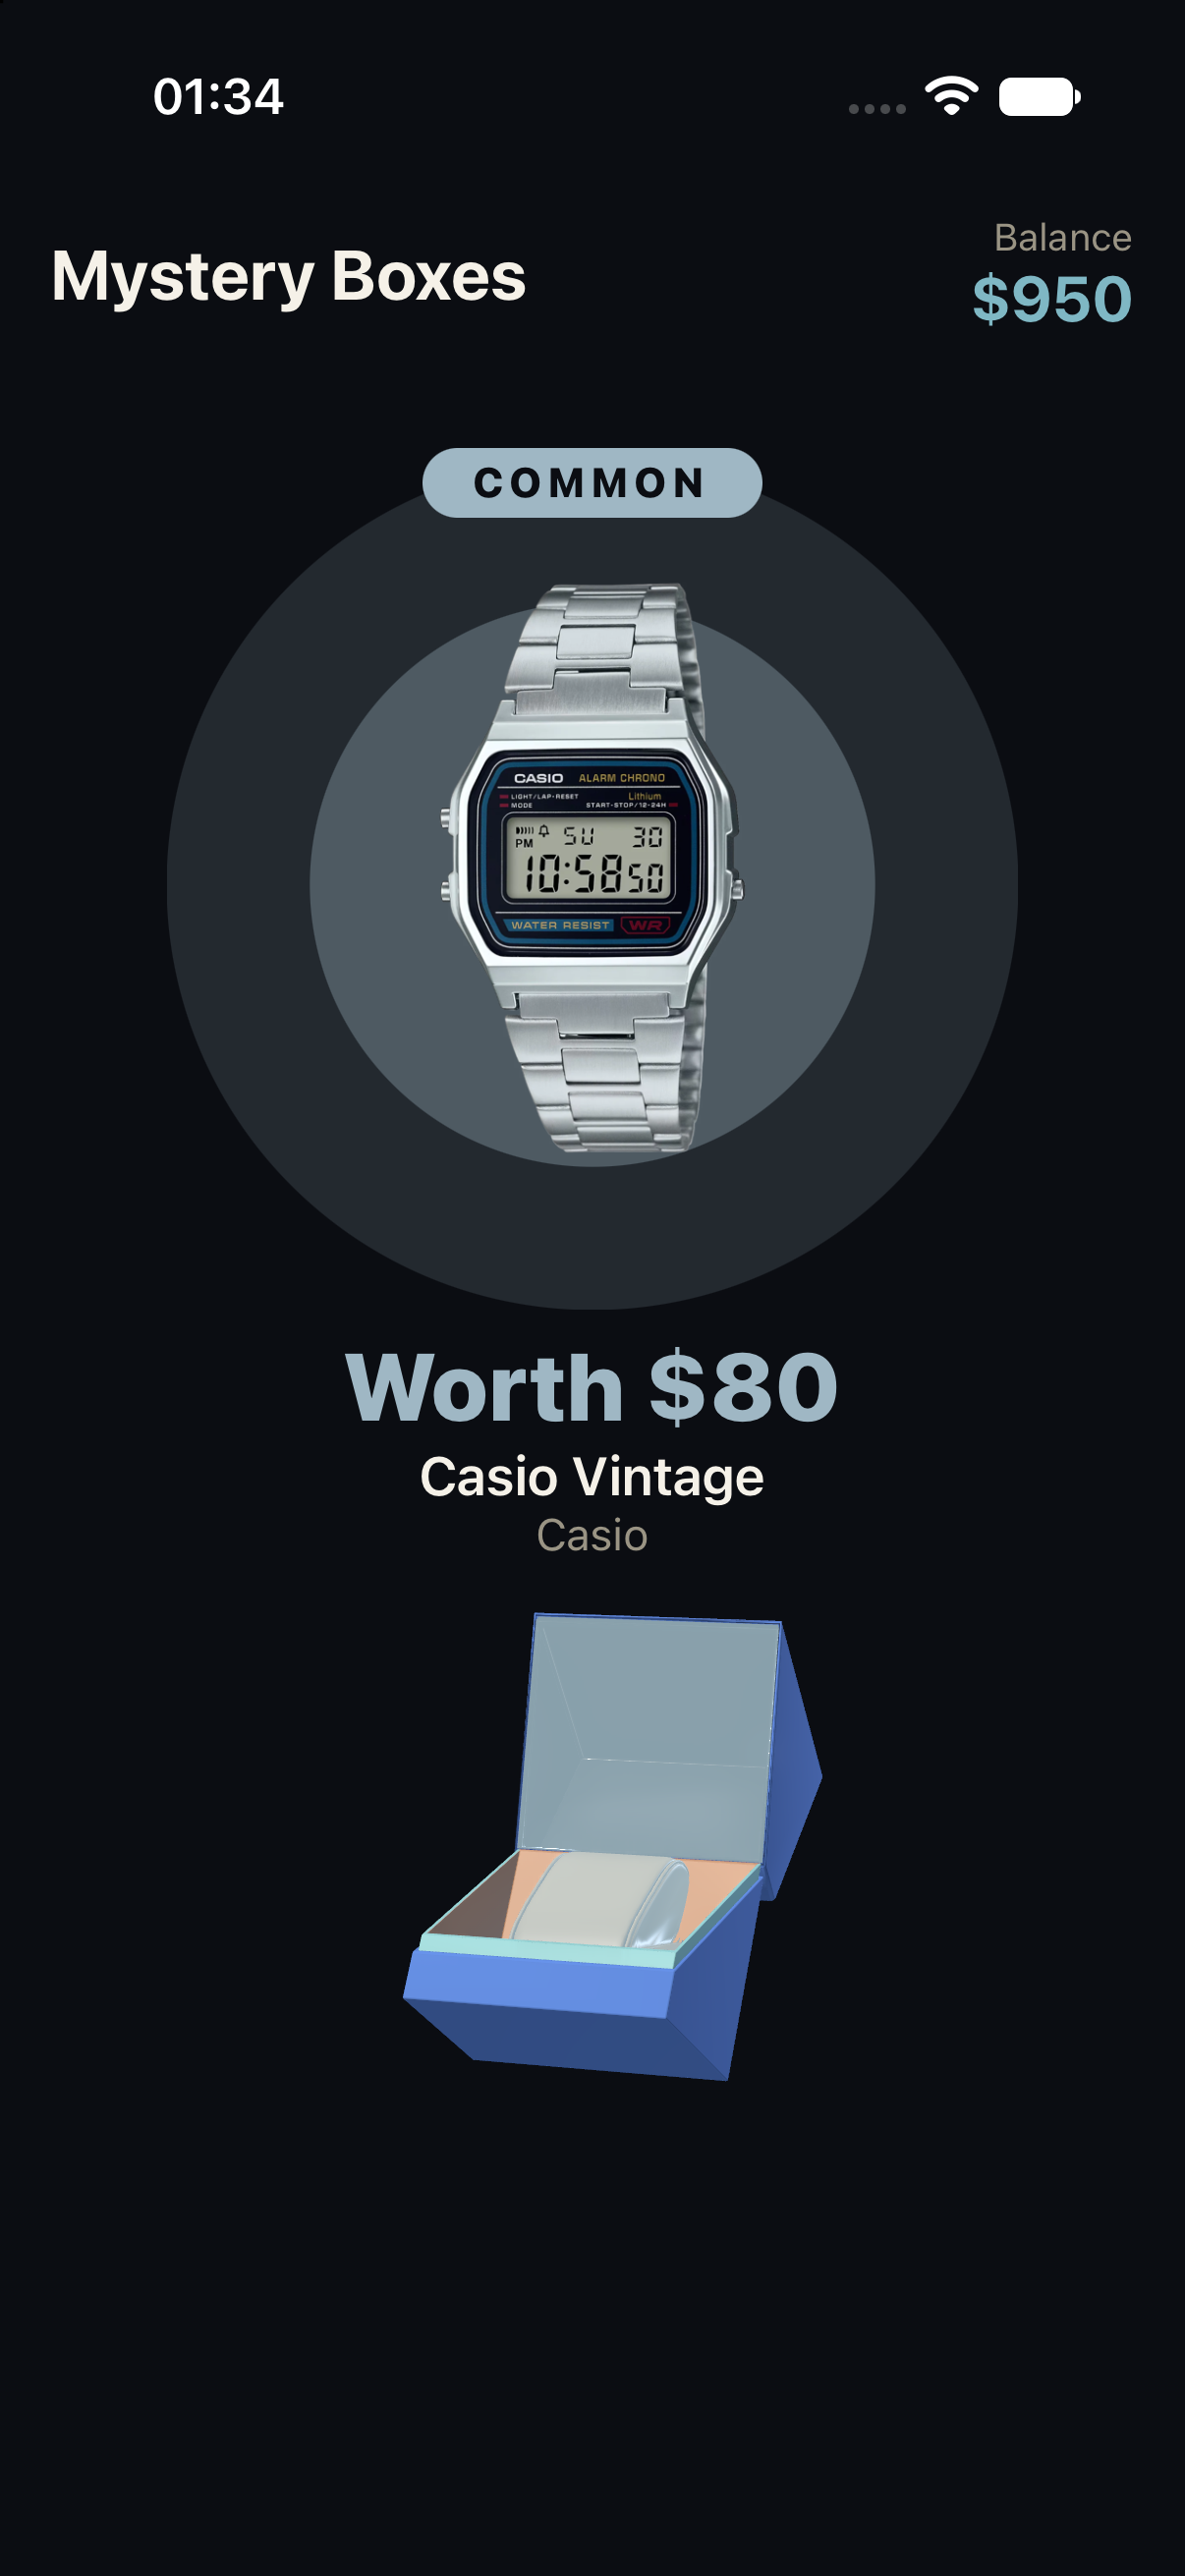 01:34
Mystery Boxes
Balance
$950
COMMON
CASIO ALARM CHRONO
LIGHT/LAP-RESET Lithium
MODE START-STOP/12-24H
PM SU 30
10:58 50
WATER RESIST WR
Worth $80
Casio Vintage
Casio